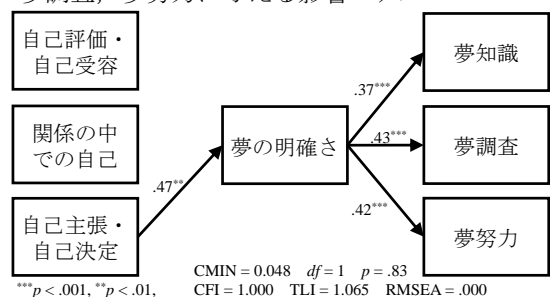 自己評価・
自己受容
関係の中
での自己
自己主張・
自己決定
夢の明確さ
夢知識
夢調査
夢努力
.47**
.37***
.43***
.42***
CMIN = 0.048 df = 1 p = .83
***p < .001, **p < .01, CFI = 1.000 TLI = 1.065 RMSEA = .000